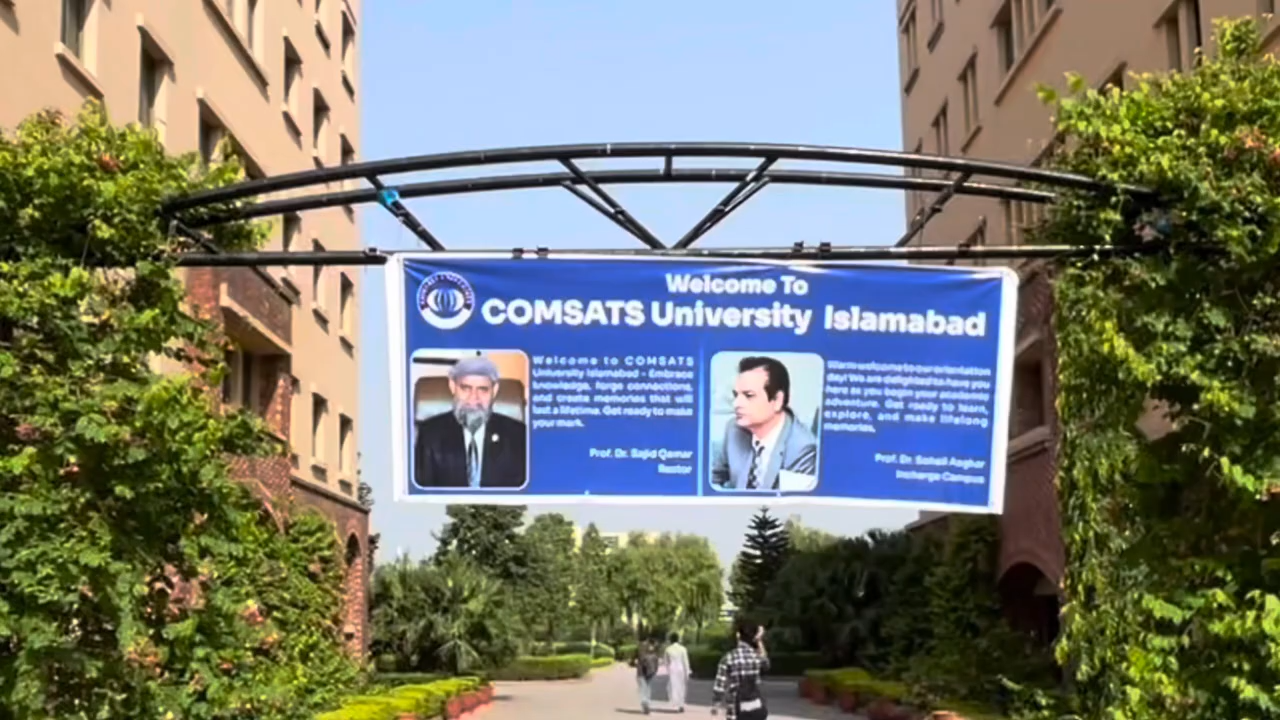 Welcome To
COMSATS University Islamabad
Welcome to COMSATS
University Islamabad - Embrace
knowledge, forge connections,
and create memories that will
last a lifetime. Get ready to make
your mark.
Prof. Dr. Sajid Qamar
Rector
Warm welcome to our orientation
day! We are delighted to have you
here as you begin your academic
adventure. Get ready to learn,
explore, and make lifelong
memories.
Prof. Dr. Sohail Asghar
Incharge Campus